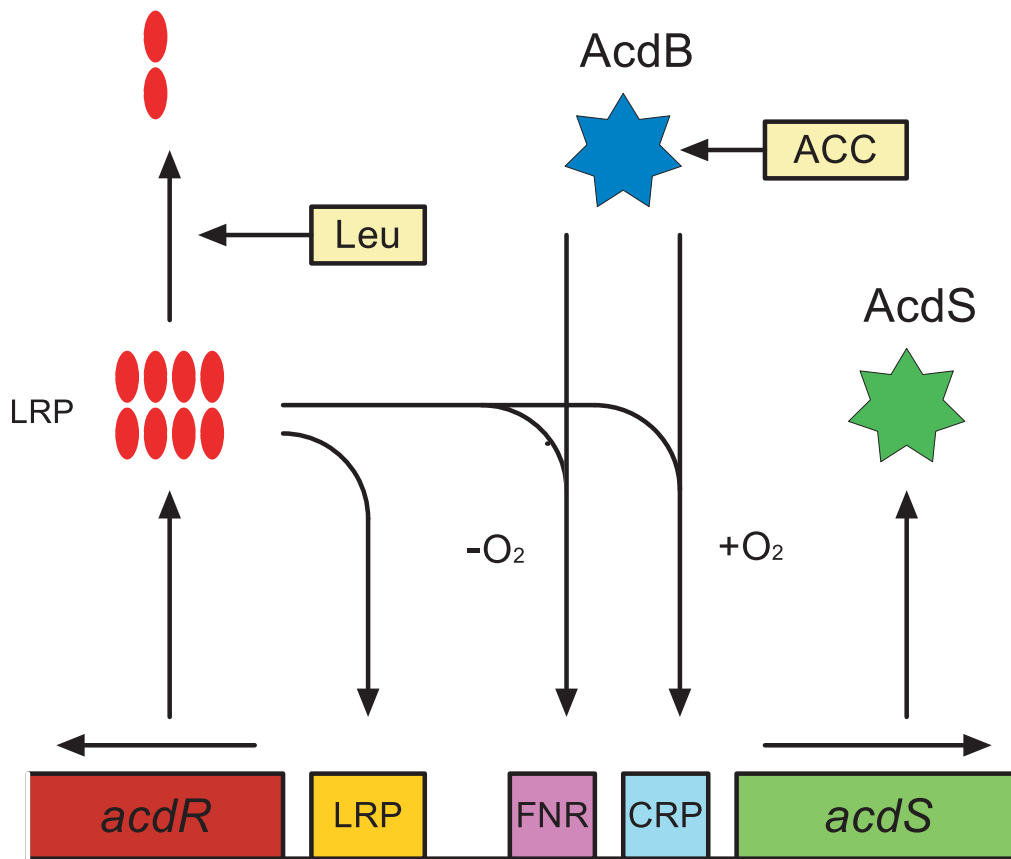 AcdB
ACC
Leu
AcdS
LRP
-O₂
+O₂
acdR
LRP
FNR
CRP
acdS